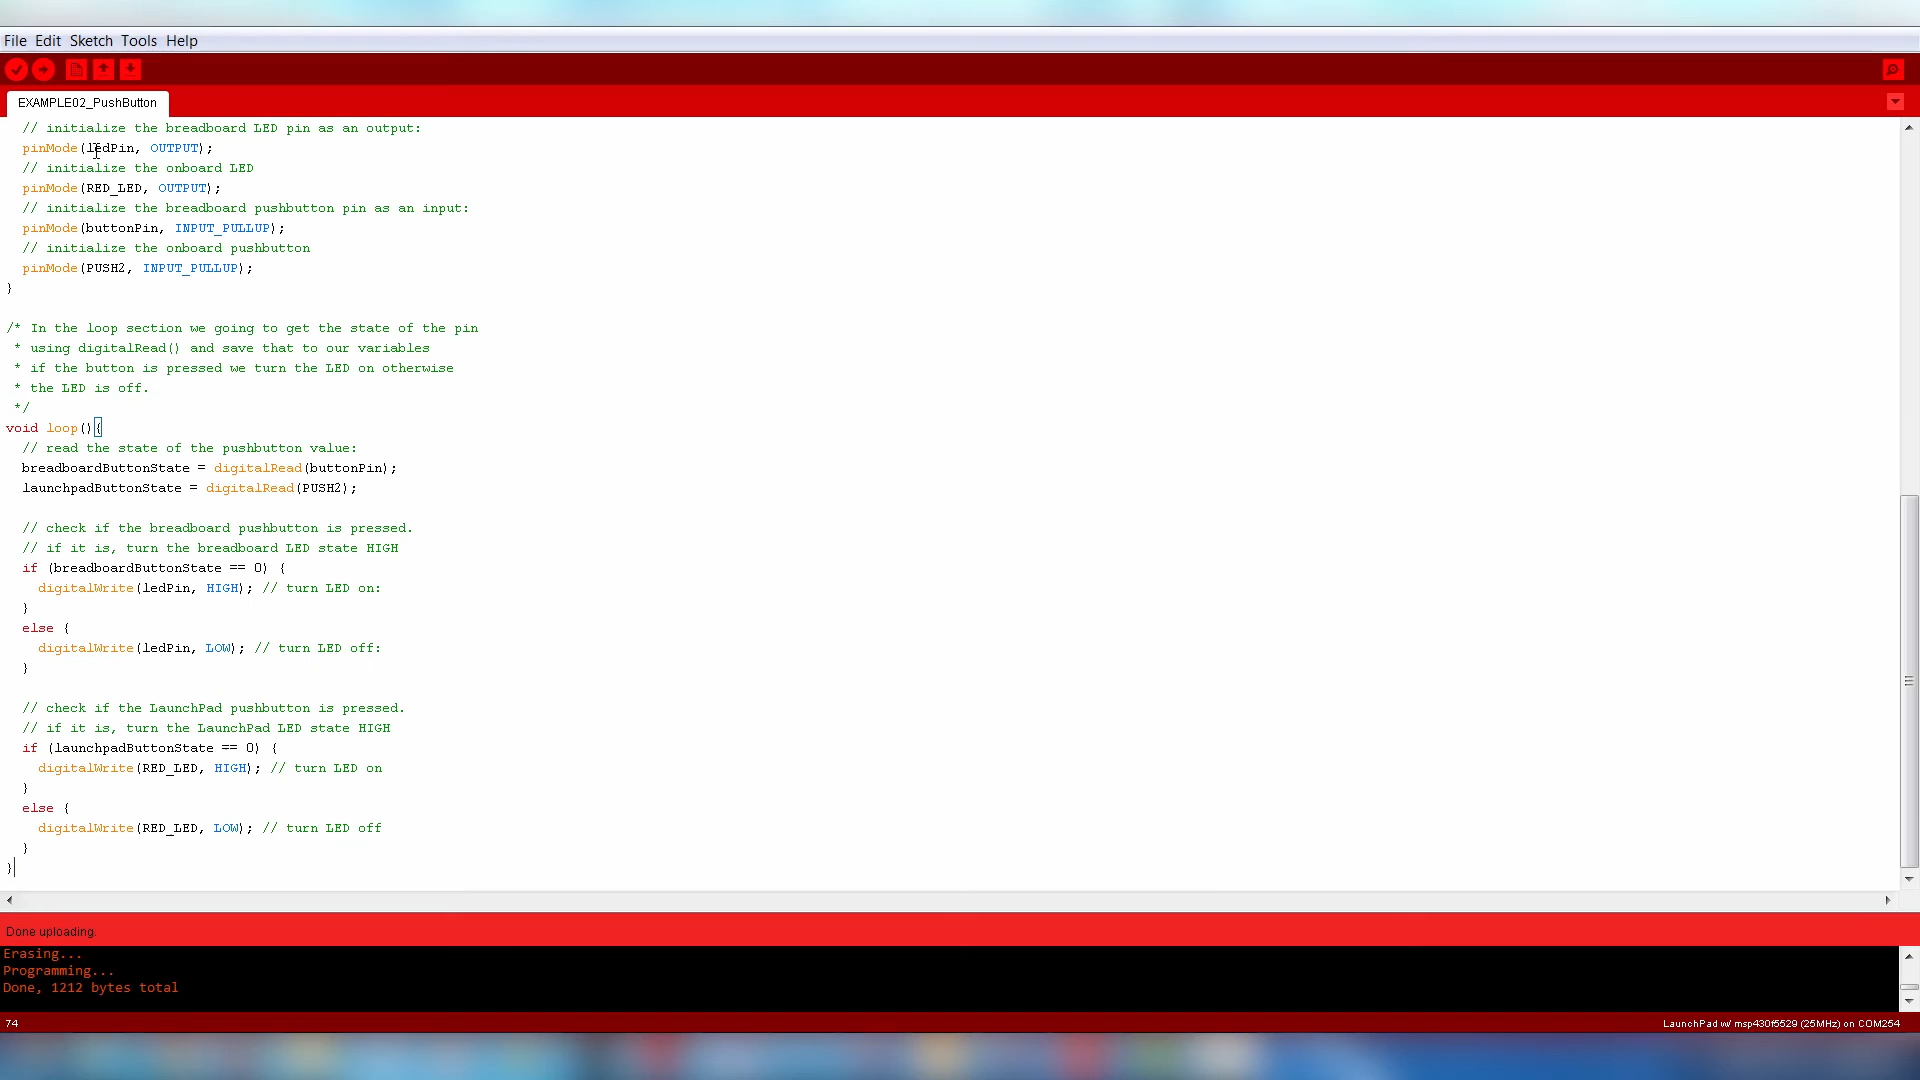 File Edit Sketch Tools Help
EXAMPLE02_PushButton
// initialize the breadboard LED pin as an output:
pinMode(ledPin, OUTPUT);
// initialize the onboard LED
pinMode(RED_LED, OUTPUT);
// initialize the breadboard pushbutton pin as an input:
pinMode(buttonPin, INPUT_PULLUP);
// initialize the onboard pushbutton
pinMode(PUSH2, INPUT_PULLUP);
}
/* In the loop section we going to get the state of the pin
* using digitalRead() and save that to our variables
* if the button is pressed we turn the LED on otherwise
* the LED is off.
*/
void loop(){
// read the state of the pushbutton value:
breadboardButtonState = digitalRead(buttonPin);
launchpadButtonState = digitalRead(PUSH2);
// check if the breadboard pushbutton is pressed.
// if it is, turn the breadboard LED state HIGH
if (breadboardButtonState == 0) {
digitalWrite(ledPin, HIGH); // turn LED on:
}
else {
digitalWrite(ledPin, LOW); // turn LED off:
}
// check if the LaunchPad pushbutton is pressed.
// if it is, turn the LaunchPad LED state HIGH
if (launchpadButtonState == 0) {
digitalWrite(RED_LED, HIGH); // turn LED on
}
else {
digitalWrite(RED_LED, LOW); // turn LED off
}
}
Done uploading.
Erasing...
Programming...
Done, 1212 bytes total
74
LaunchPad w/ msp430f5529 (25MHz) on COM254